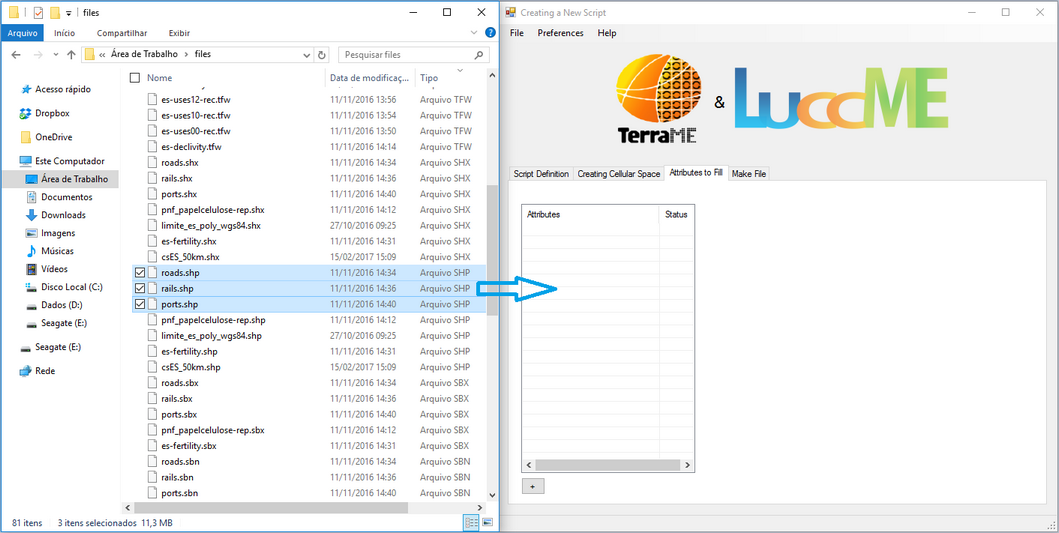 files
Arquivo Início Compartilhar Exibir
« Área de Trabalho > files
Pesquisar files
Nome Data de modificaç... Tipo
Acesso rápido
Dropbox
OneDrive
Este Computador
Área de Trabalho
Documentos
Downloads
Imagens
Músicas
Vídeos
Disco Local (C:)
Dados (D:)
Seagate (E:)
Seagate (E:)
Rede
es-uses12-rec.tfw 11/11/2016 13:56 Arquivo TFW
es-uses10-rec.tfw 11/11/2016 13:54 Arquivo TFW
es-uses00-rec.tfw 11/11/2016 13:50 Arquivo TFW
es-declivity.tfw 11/11/2016 14:14 Arquivo TFW
roads.shx 11/11/2016 14:34 Arquivo SHX
rails.shx 11/11/2016 14:36 Arquivo SHX
ports.shx 11/11/2016 14:40 Arquivo SHX
pnf_papelcelulose-rep.shx 11/11/2016 14:12 Arquivo SHX
limite_es_poly_wgs84.shx 27/10/2016 09:25 Arquivo SHX
es-fertility.shx 11/11/2016 14:31 Arquivo SHX
csES_50km.shx 15/02/2017 15:09 Arquivo SHX
roads.shp 11/11/2016 14:34 Arquivo SHP
rails.shp 11/11/2016 14:36 Arquivo SHP
ports.shp 11/11/2016 14:40 Arquivo SHP
pnf_papelcelulose-rep.shp 11/11/2016 14:12 Arquivo SHP
limite_es_poly_wgs84.shp 27/10/2016 09:25 Arquivo SHP
es-fertility.shp 11/11/2016 14:31 Arquivo SHP
csES_50km.shp 15/02/2017 15:09 Arquivo SHP
roads.sbx 11/11/2016 14:34 Arquivo SBX
rails.sbx 11/11/2016 14:36 Arquivo SBX
ports.sbx 11/11/2016 14:40 Arquivo SBX
pnf_papelcelulose-rep.sbx 11/11/2016 14:12 Arquivo SBX
es-fertility.sbx 11/11/2016 14:31 Arquivo SBX
roads.sbn 11/11/2016 14:34 Arquivo SBN
rails.sbn 11/11/2016 14:36 Arquivo SBN
ports.sbn 11/11/2016 14:40 Arquivo SBN
81 itens 3 itens selecionados 11,3 MB
Creating a New Script
File Preferences Help
TerraME & LuccME
Script Definition Creating Cellular Space Attributes to Fill Make File
Attributes Status
+